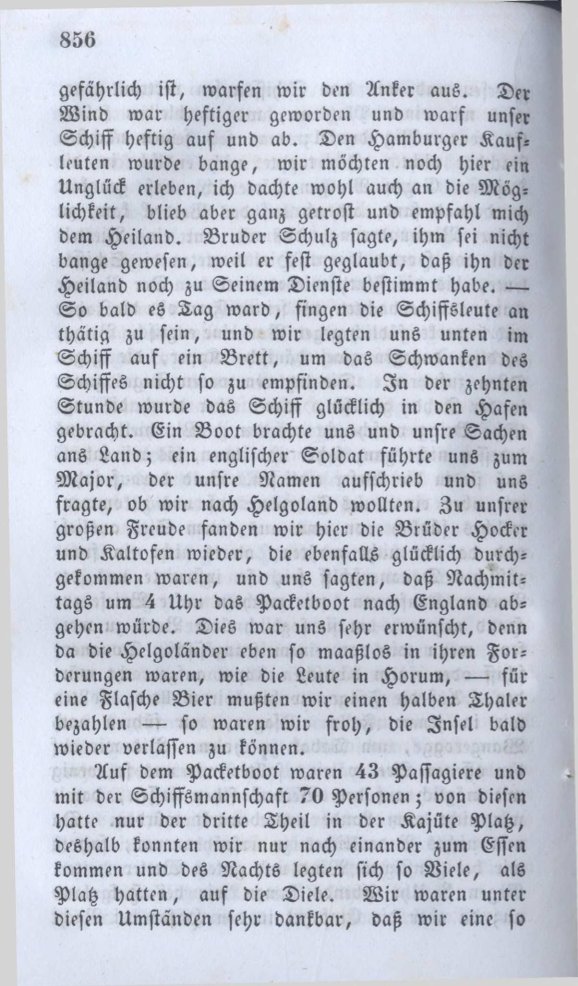 856
gefährlich ist, warfen wir den Anker aus. Der
Wind war heftiger geworden und warf unser
Schiff heftig auf und ab. Den Hamburger Kauf-
leuten wurde bange, wir möchten noch hier ein
Unglück erleben, ich dachte wohl auch an die Mög-
lichkeit, blieb aber ganz getrost und empfahl mich
dem Heiland. Bruder Schulz sagte, ihm sei nicht
bange gewesen, weil er fest geglaubt, daß ihn der
Heiland noch zu Seinem Dienste bestimmt habe. —
So bald es Tag ward, fingen die Schiffsleute an
thätig zu sein, und wir legten uns unten im
Schiff auf ein Brett, um das Schwanken des
Schiffes nicht so zu empfinden. In der zehnten
Stunde wurde das Schiff glücklich in den Hafen
gebracht. Ein Boot brachte uns und unsre Sachen
ans Land; ein englischer Soldat führte uns zum
Major, der unsre Namen aufschrieb und uns
fragte, ob wir nach Helgoland wollten. Zu unsrer
großen Freude fanden wir hier die Brüder Hocker
und Kaltofen wieder, die ebenfalls glücklich durch-
gekommen waren, und uns sagten, daß Nachmit-
tags um 4 Uhr das Packetboot nach England ab-
gehen würde. Dies war uns sehr erwünscht, denn
da die Helgoländer eben so maaßlos in ihren For-
derungen waren, wie die Leute in Horum, — für
eine Flasche Bier mußten wir einen halben Thaler
bezahlen — so waren wir froh, die Insel bald
wieder verlassen zu können.
Auf dem Packetboot waren 43 Passagiere und
mit der Schiffsmannschaft 70 Personen; von diesen
hatte nur der dritte Theil in der Kajüte Platz,
deshalb konnten wir nur nach einander zum Essen
kommen und des Nachts legten sich so Viele, als
Platz hatten, auf die Diele. Wir waren unter
diesen Umständen sehr dankbar, daß wir eine so